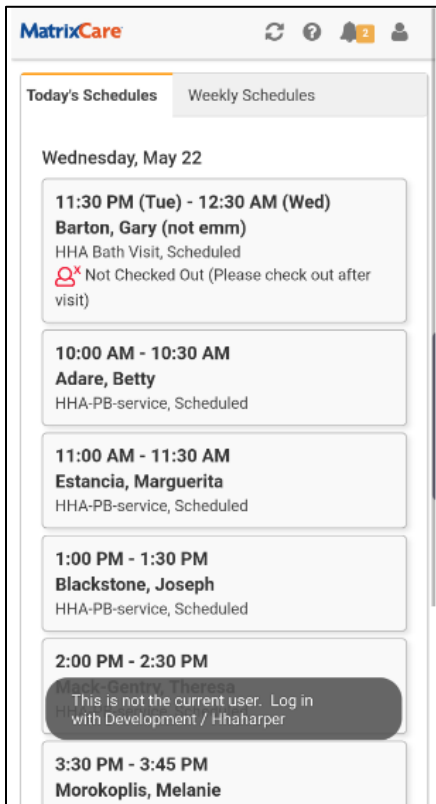 MatrixCare
2
Today's Schedules Weekly Schedules
Wednesday, May 22
11:30 PM (Tue) - 12:30 AM (Wed)
Barton, Gary (not emm)
HHA Bath Visit, Scheduled
Not Checked Out (Please check out after
visit)
10:00 AM - 10:30 AM
Adare, Betty
HHA-PB-service, Scheduled
11:00 AM - 11:30 AM
Estancia, Marguerita
HHA-PB-service, Scheduled
1:00 PM - 1:30 PM
Blackstone, Joseph
HHA-PB-service, Scheduled
2:00 PM - 2:30 PM
Mack-Gentry, Theresa
This is not the current user. Log in
with Development / Hhaharper
3:30 PM - 3:45 PM
Morokoplis, Melanie